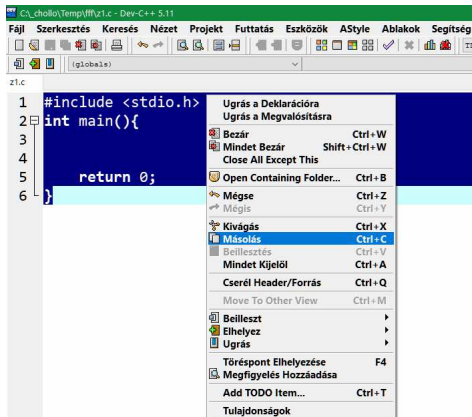 C:\_chollo\Temp\fff\z1.c - Dev-C++ 5.11
Fájl Szerkesztés Keresés Nézet Projekt Futtatás Eszközök AStyle Ablakok Segítség
(globals)
z1.c
1 #include <stdio.h>
2 int main(){
3
4
5 return 0;
6 }
Ugrás a Deklarációra
Ugrás a Megvalósításra
Bezár Ctrl+W
Mindet Bezár Shift+Ctrl+W
Close All Except This
Open Containing Folder... Ctrl+B
Mégse Ctrl+Z
Mégis Ctrl+Y
Kivágás Ctrl+X
Másolás Ctrl+C
Beillesztés Ctrl+V
Mindet Kijelöl Ctrl+A
Cserél Header/Forrás Ctrl+Q
Move To Other View Ctrl+M
Beilleszt
Elhelyez
Ugrás
Töréspont Elhelyezése F4
Megfigyelés Hozzáadása
Add TODO Item... Ctrl+T
Tulajdonságok